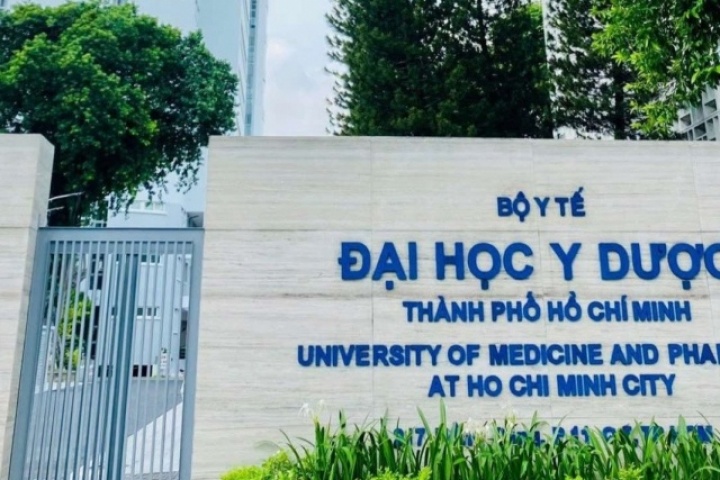 BỘ Y TẾ
ĐẠI HỌC Y DƯỢC
THÀNH PHỐ HỒ CHÍ MINH
UNIVERSITY OF MEDICINE AND PHA
AT HO CHI MINH CITY